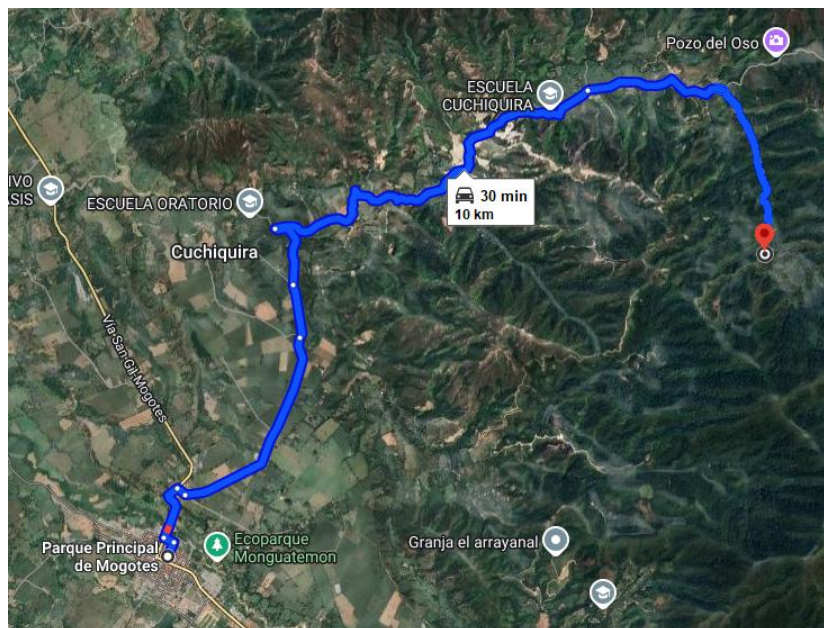 Pozo del Oso
ESCUELA
CUCHIQUIRA
IVO
ASIS
ESCUELA ORATORIO
30 min
10 km
Cuchiquira
Vía San Gil-Mogotes
Parque Principal
de Mogotes
Ecoparque
Monguatemon
Granja el arrayanal